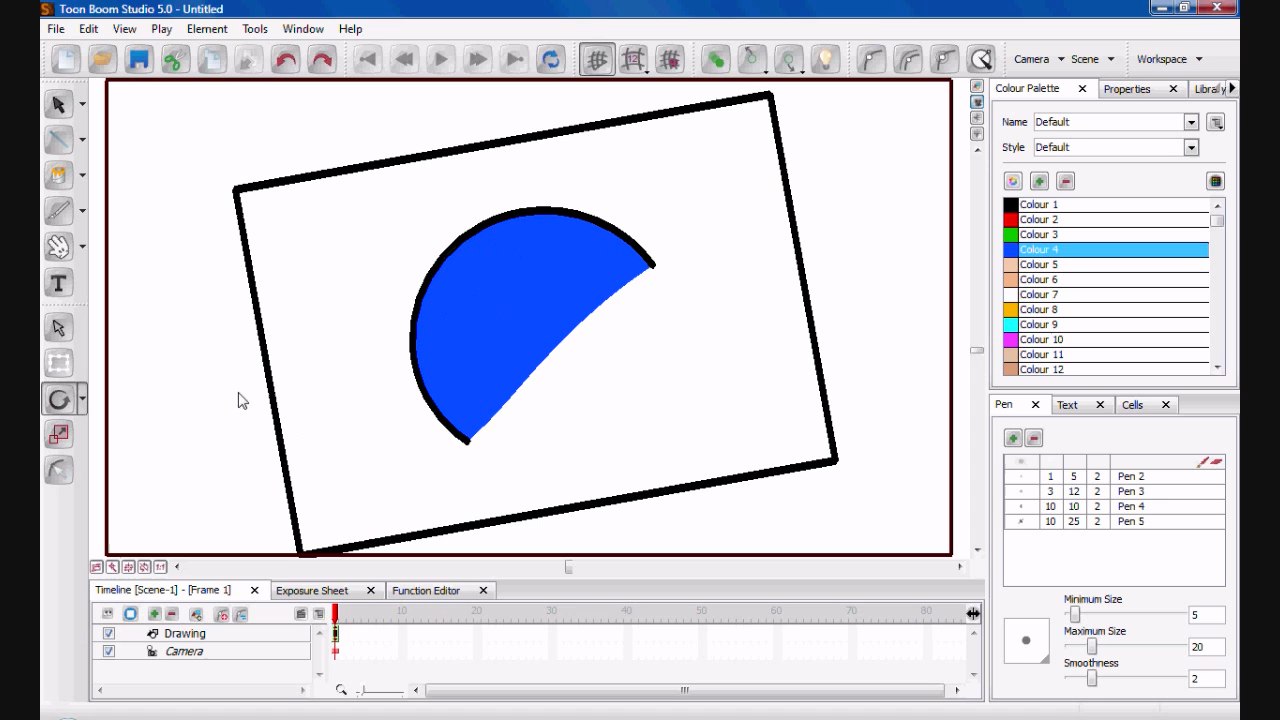 Toon Boom Studio 5.0 - Untitled
File Edit View Play Element Tools Window Help
12 Camera Scene Workspace
Colour Palette Properties Library
Name Default
Style Default
Colour 1
Colour 2
Colour 3
Colour 4
Colour 5
Colour 6
Colour 7
Colour 8
Colour 9
Colour 10
Colour 11
Colour 12
T
Pen Text Cells
1 5 2 Pen 2
3 12 2 Pen 3
10 10 2 Pen 4
10 25 2 Pen 5
Minimum Size
5
Maximum Size
20
Smoothness
2
1:1
Timeline [Scene-1] - [Frame 1] Exposure Sheet Function Editor
10 20 30 40 50 60 70 80
Drawing
Camera